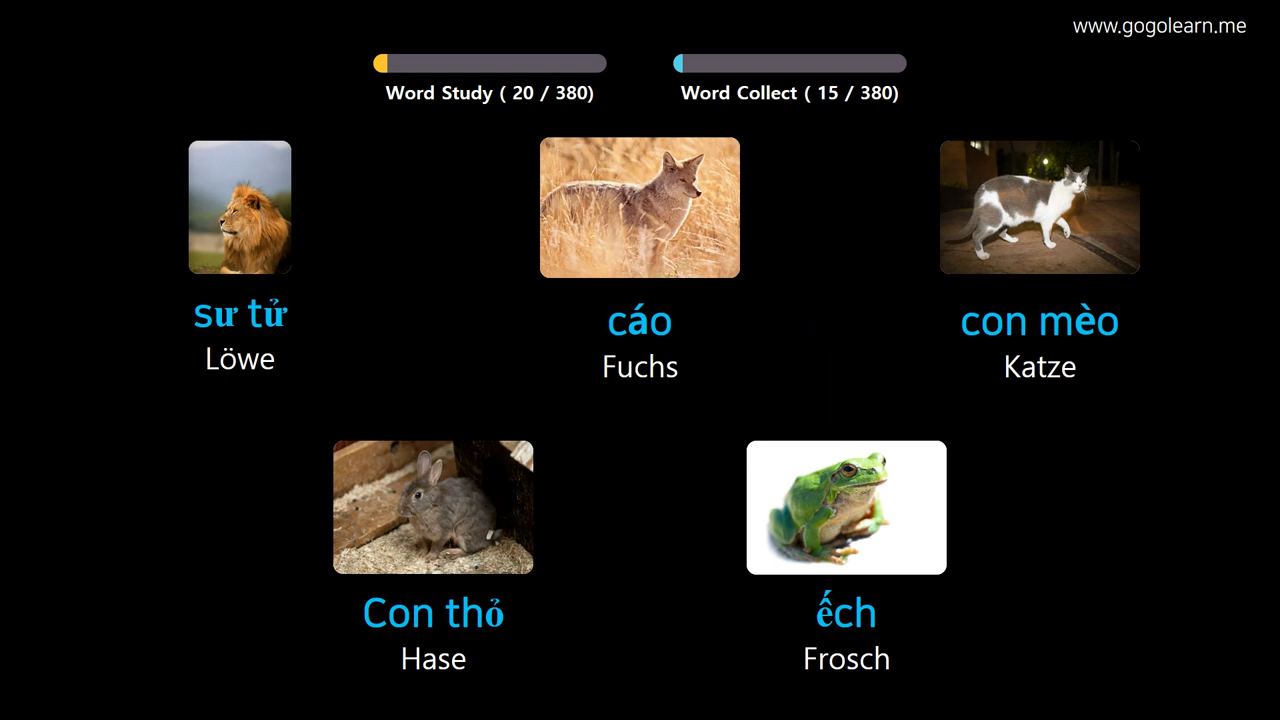 www.gogolearn.me
Word Study ( 20 / 380)
Word Collect ( 15 / 380)
sư tử
Löwe
cáo
Fuchs
con mèo
Katze
Con thỏ
Hase
ếch
Frosch